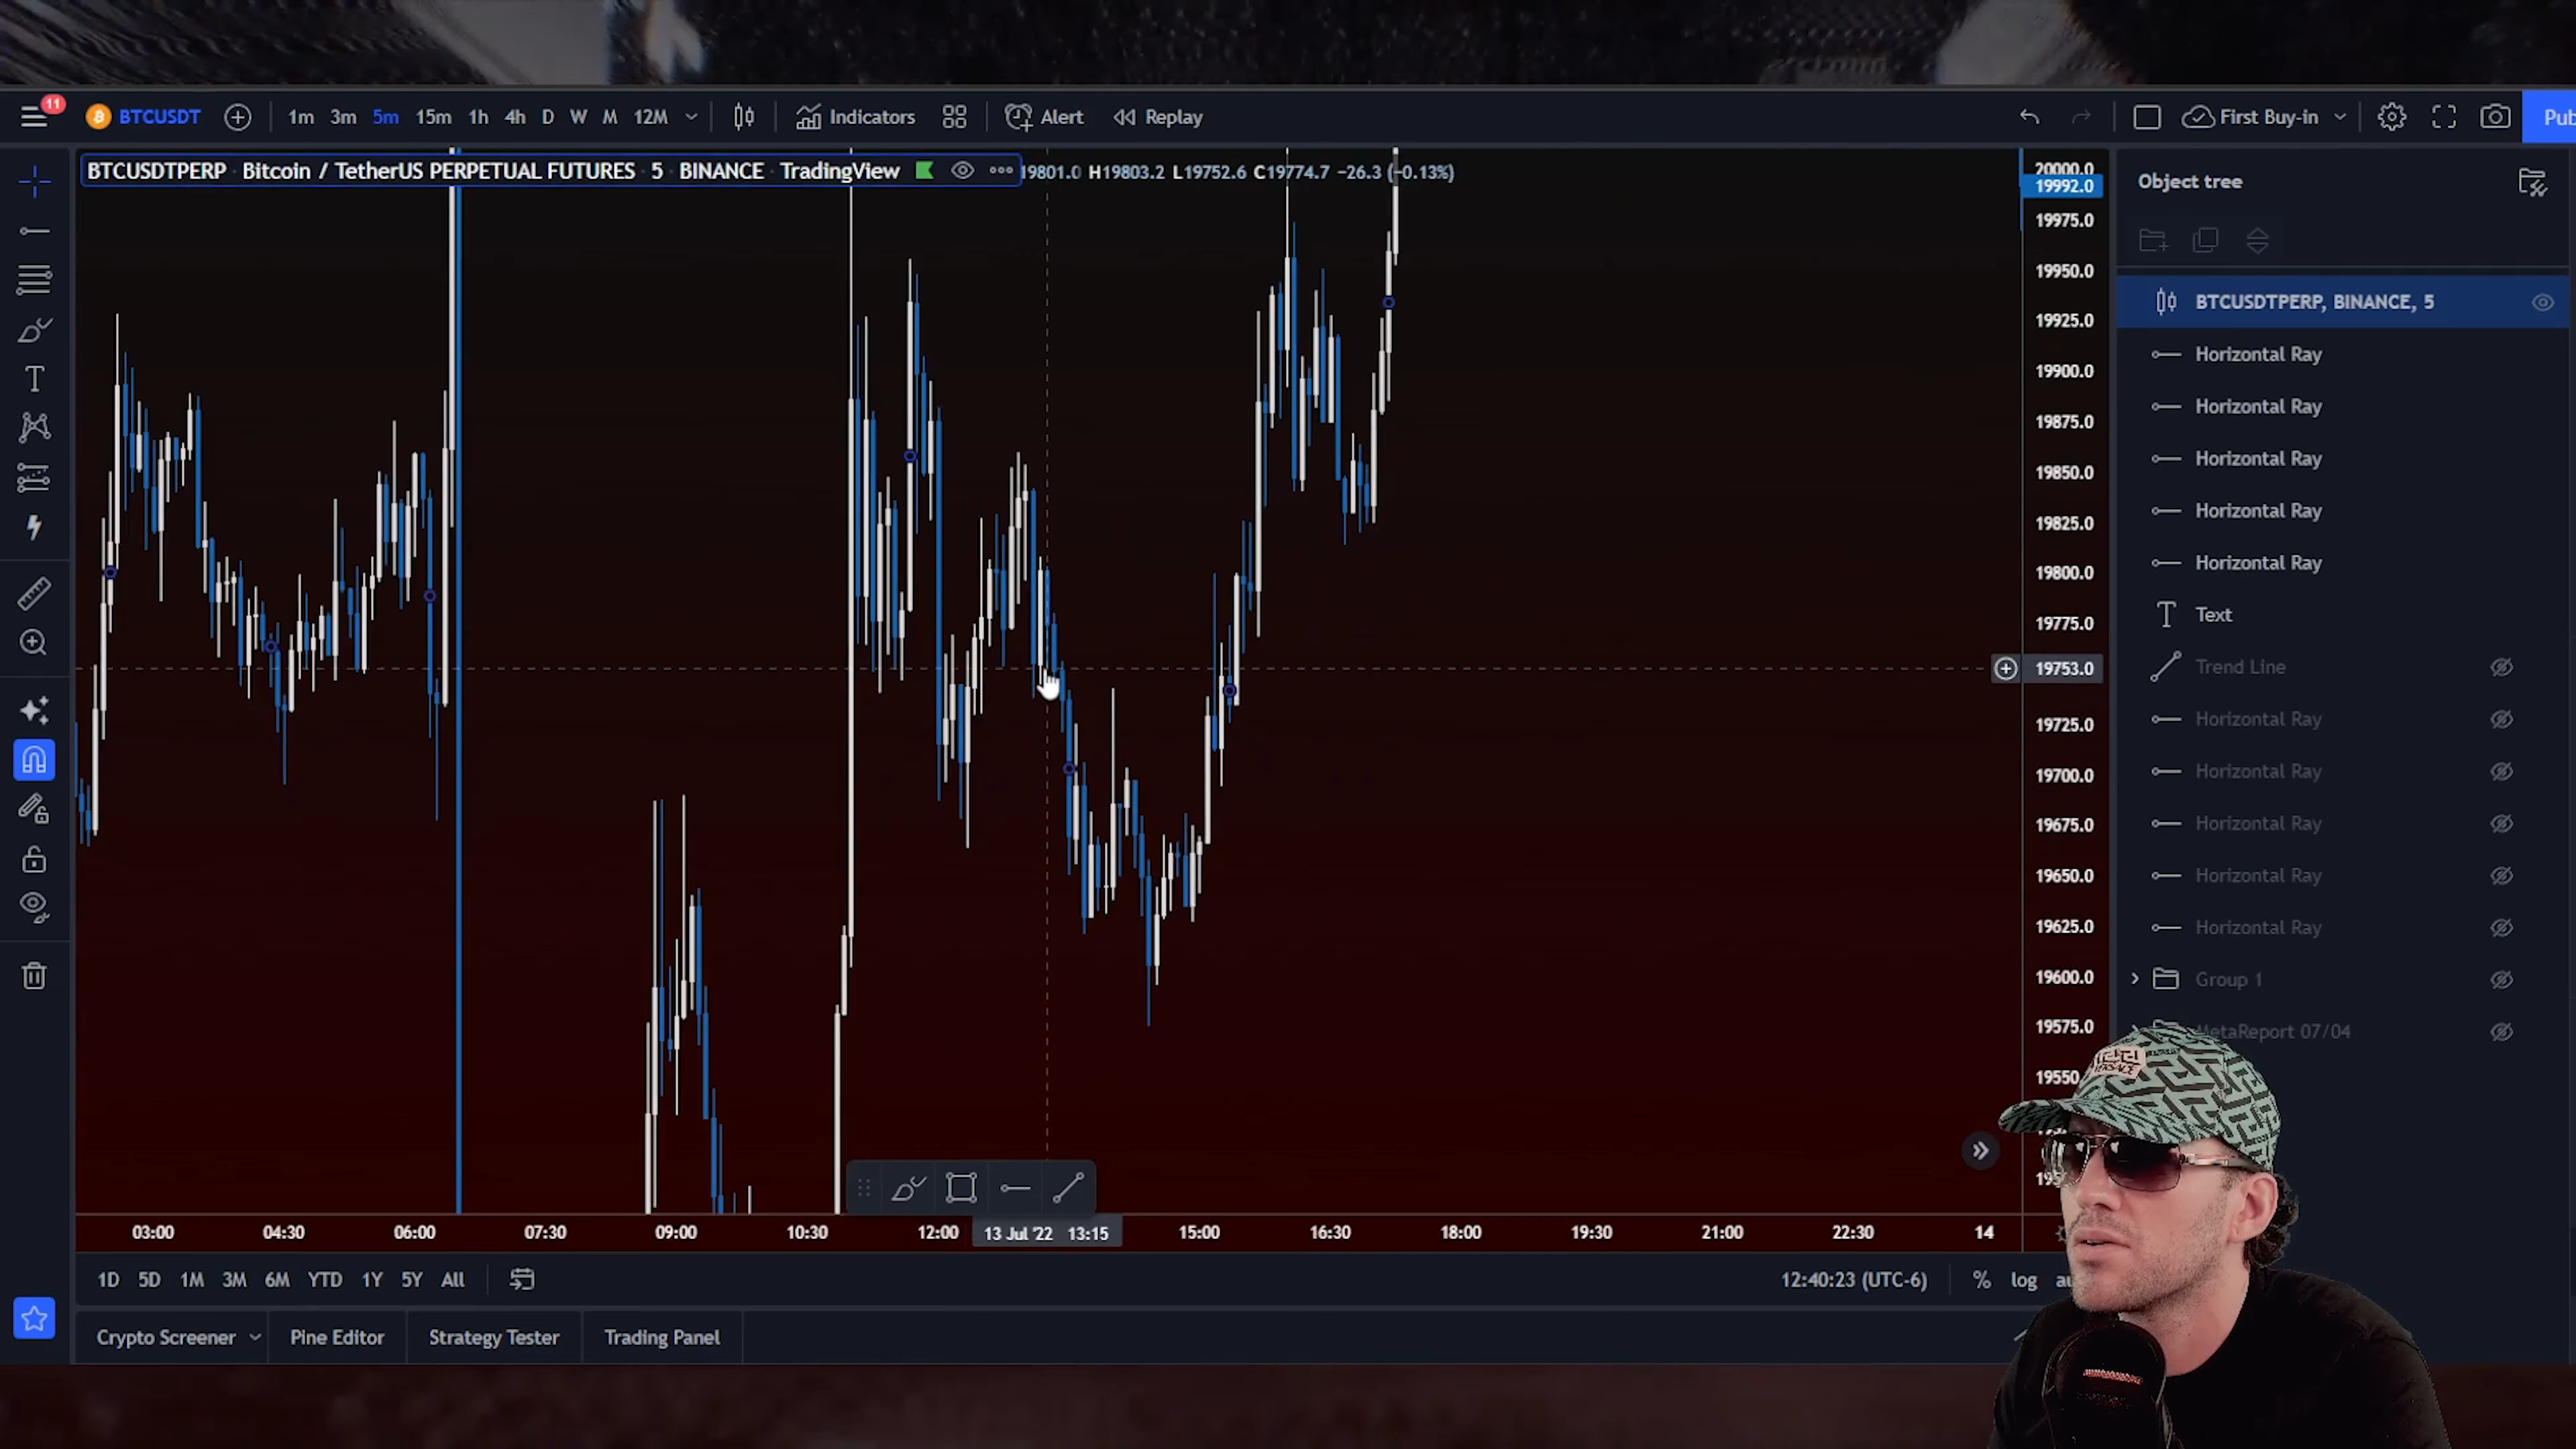 11
BTCUSDT 1m 3m 5m 15m 1h 4h D W M 12M Indicators Alert Replay First Buy-in Pub
BTCUSDTPERP · Bitcoin / TetherUS PERPETUAL FUTURES · 5 · BINANCE · TradingView 19801.0 H19803.2 L19752.6 C19774.7 −26.3 (−0.13%)
20000.0
19992.0
19975.0
19950.0
19925.0
19900.0
19875.0
19850.0
19825.0
19800.0
19775.0
19753.0
19725.0
19700.0
19675.0
19650.0
19625.0
19600.0
19575.0
19550
Object tree
BTCUSDTPERP, BINANCE, 5
Horizontal Ray
Horizontal Ray
Horizontal Ray
Horizontal Ray
Horizontal Ray
Text
Trend Line
Horizontal Ray
Horizontal Ray
Horizontal Ray
Horizontal Ray
Horizontal Ray
Group 1
MetaReport 07/04
VERSACE
03:00 04:30 06:00 07:30 09:00 10:30 12:00 13 Jul '22 13:15 15:00 16:30 18:00 19:30 21:00 22:30 14
1D 5D 1M 3M 6M YTD 1Y 5Y All 12:40:23 (UTC-6) % log au
Crypto Screener Pine Editor Strategy Tester Trading Panel